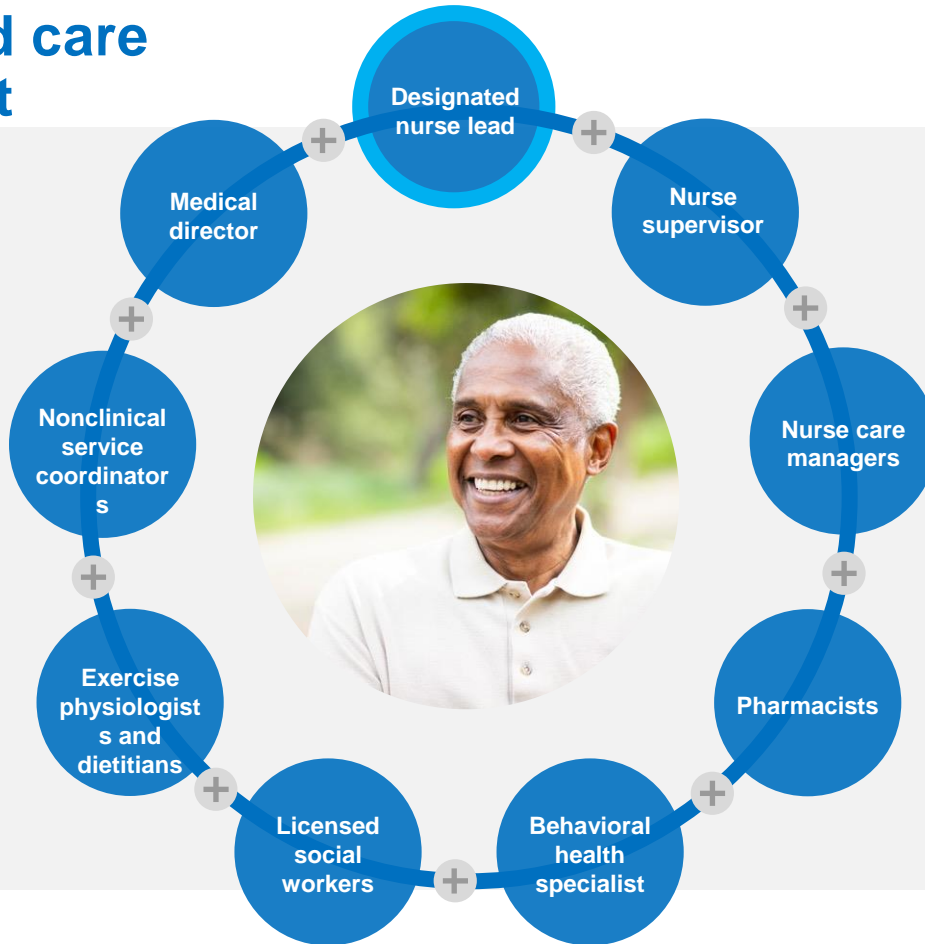 d care
t
Designated
nurse lead
Nurse
supervisor
Nurse care
managers
Pharmacists
Behavioral
health
specialist
Licensed
social
workers
Exercise
physiologist
s and
dietitians
Nonclinical
service
coordinator
s
Medical
director